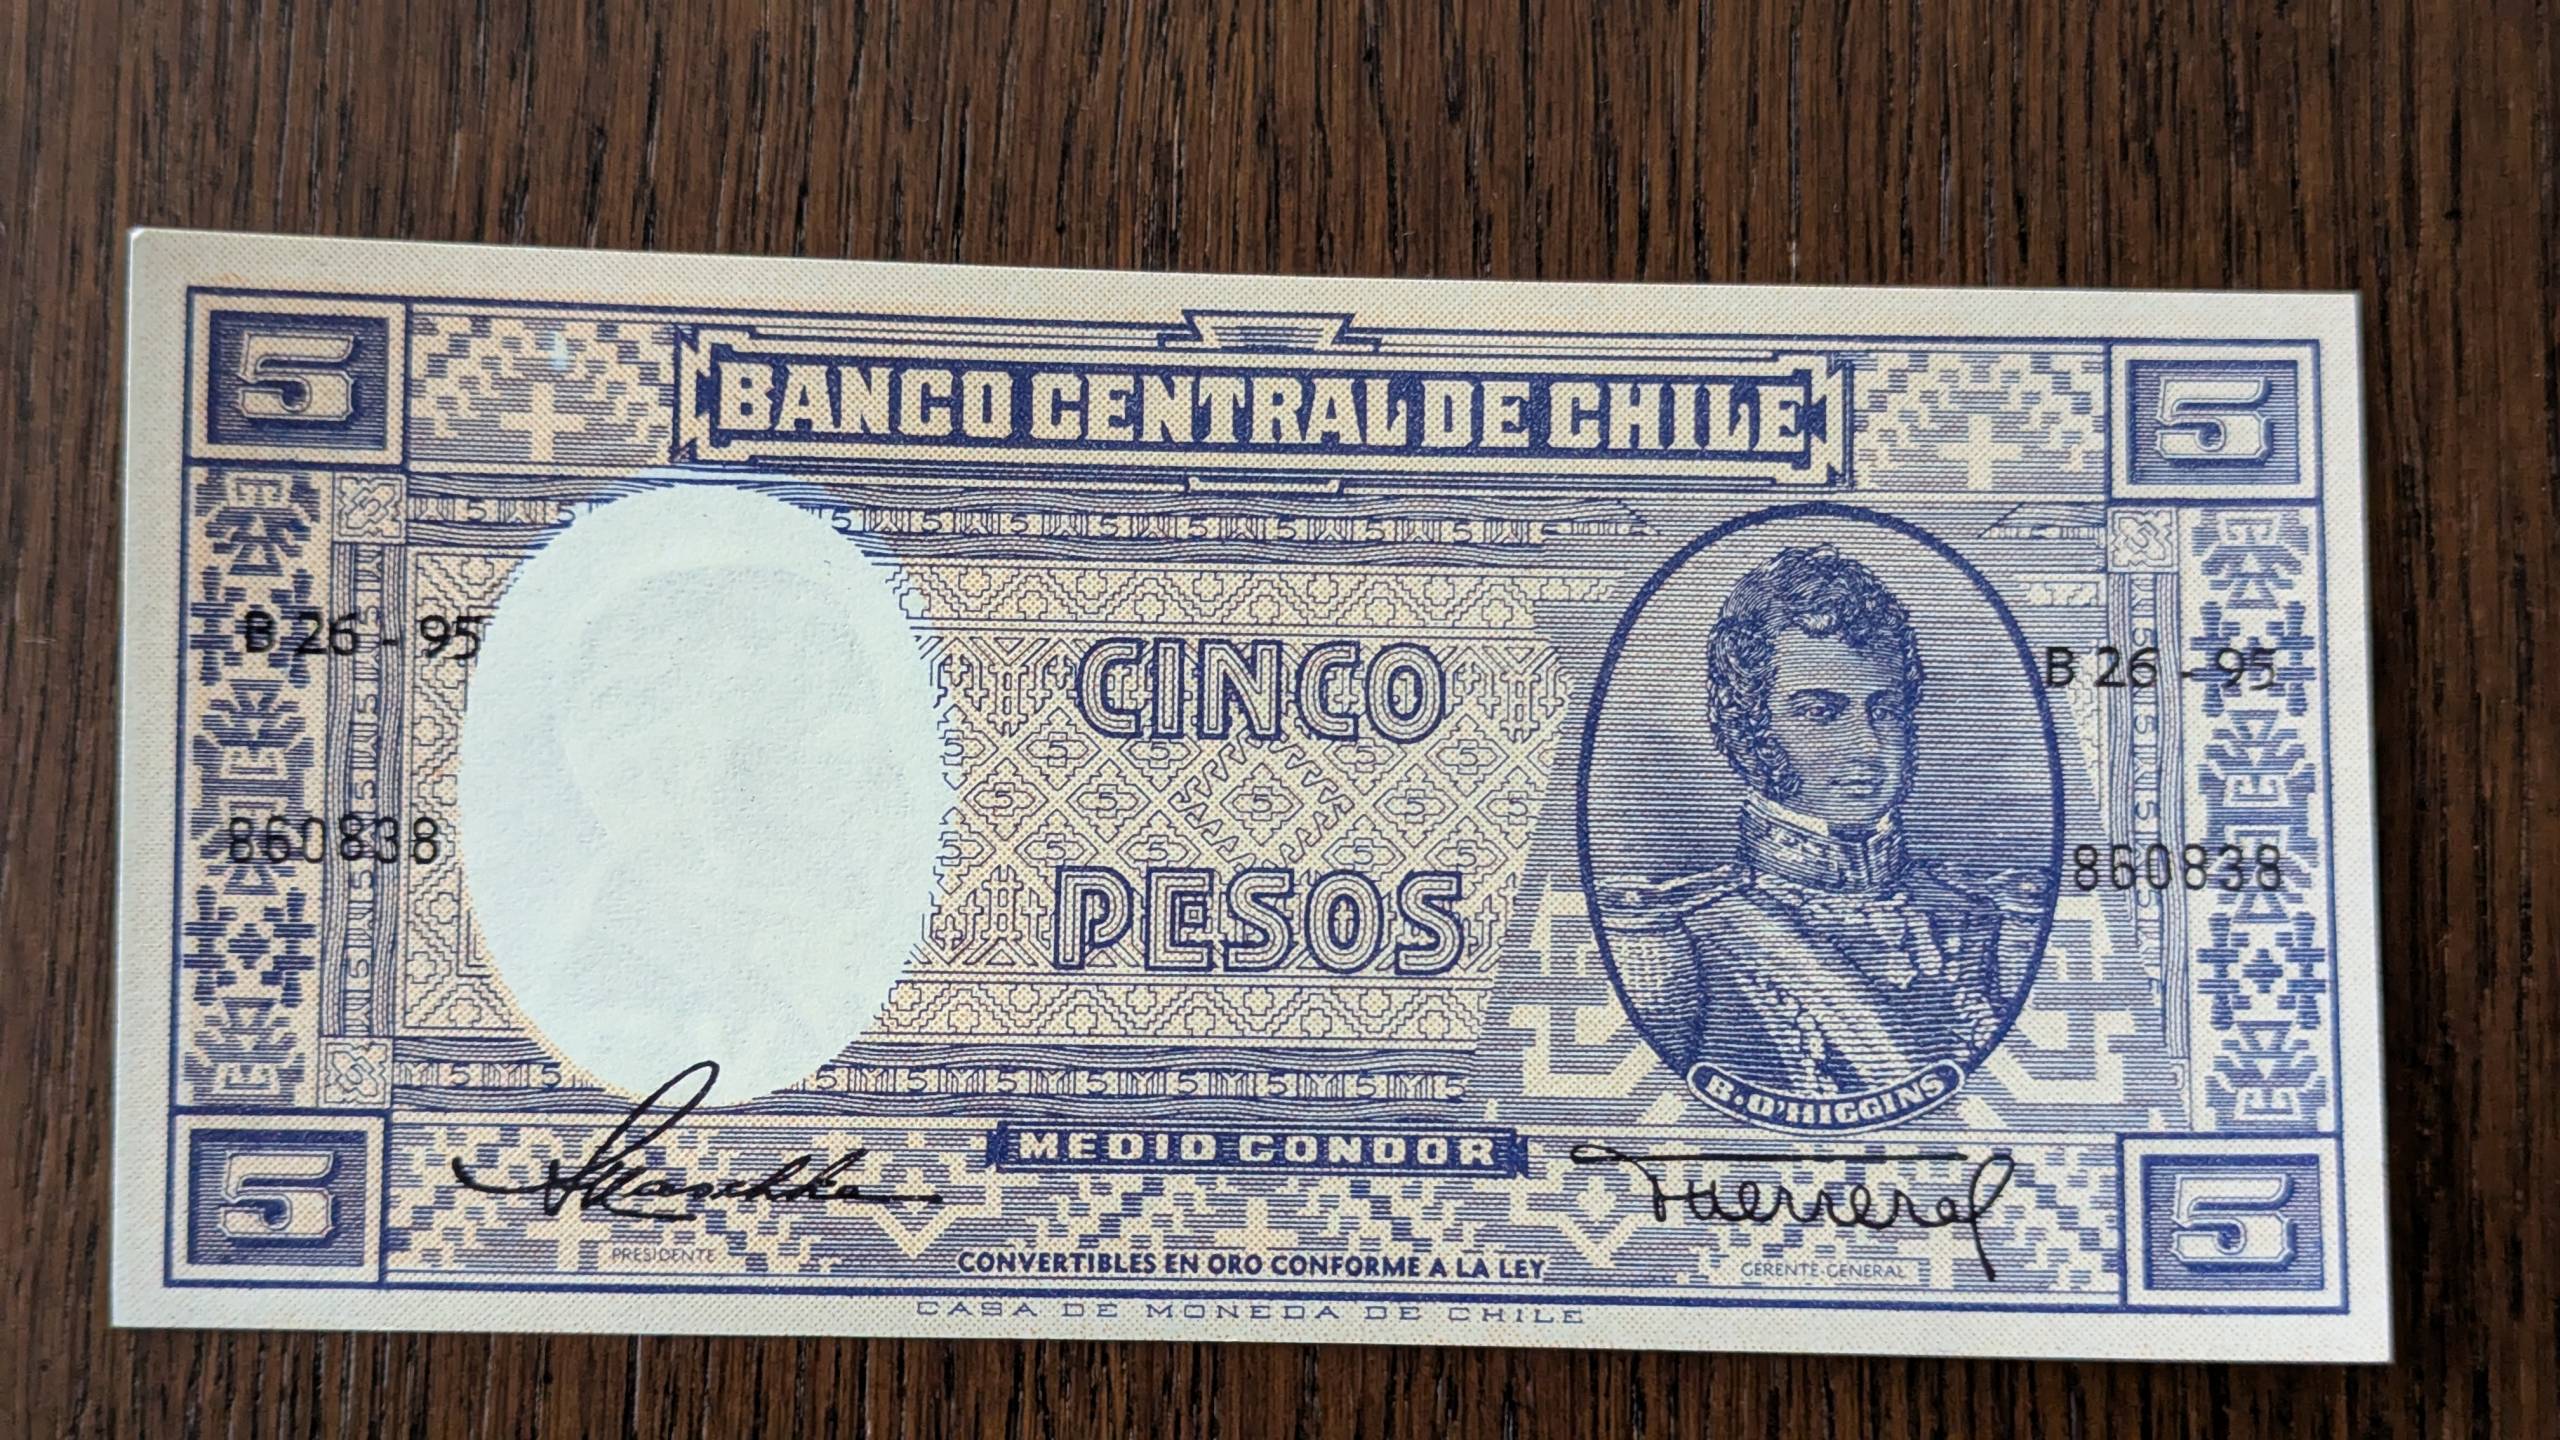 5 5
BANCO CENTRAL DE CHILE
B 26 - 95
B 26 - 95
CINCO
860838
860838
PESOS
B. O'HIGGINS
MEDIO CONDOR
5 5
PRESIDENTE
CONVERTIBLES EN ORO CONFORME A LA LEY
GERENTE GENERAL
CASA DE MONEDA DE CHILE